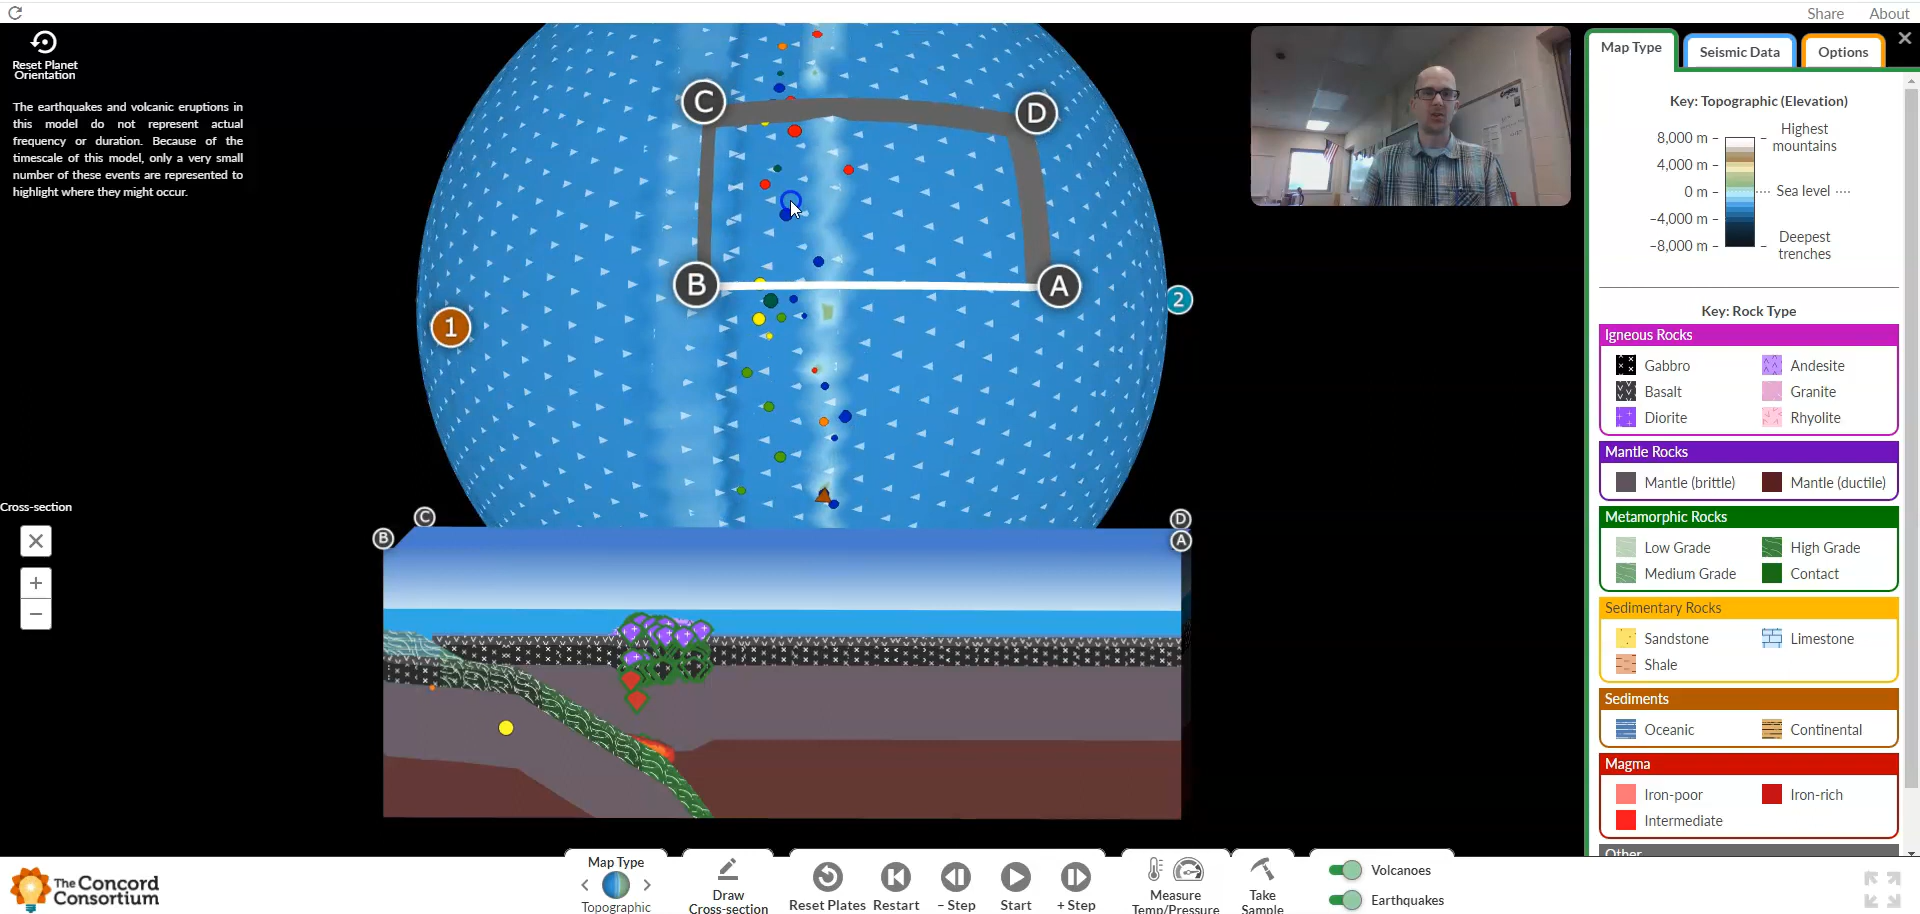 Share About
Reset Planet
Orientation
The earthquakes and volcanic eruptions in
this model do not represent actual
frequency or duration. Because of the
timescale of this model, only a very small
number of these events are represented to
highlight where they might occur.
C
D
B
A
1
2
Cross-section
+
−
C
B
D
A
Map Type
Seismic Data
Options
Key: Topographic (Elevation)
8,000 m – Highest
mountains
4,000 m –
0 m – Sea level
–4,000 m –
–8,000 m – Deepest
trenches
Key: Rock Type
Igneous Rocks
Gabbro Andesite
Basalt Granite
Diorite Rhyolite
Mantle Rocks
Mantle (brittle) Mantle (ductile)
Metamorphic Rocks
Low Grade High Grade
Medium Grade Contact
Sedimentary Rocks
Sandstone Limestone
Shale
Sediments
Oceanic Continental
Magma
Iron-poor Iron-rich
Intermediate
Other
The Concord
Consortium
Map Type
Topographic
Draw
Cross-section
Reset Plates
Restart
– Step
Start
+ Step
Measure
Temp/Pressure
Take
Sample
Volcanoes
Earthquakes